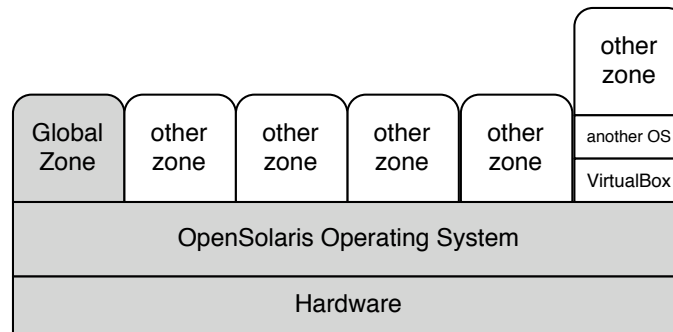 other
zone
Global
Zone
other
zone
other
zone
other
zone
other
zone
another OS
VirtualBox
OpenSolaris Operating System
Hardware